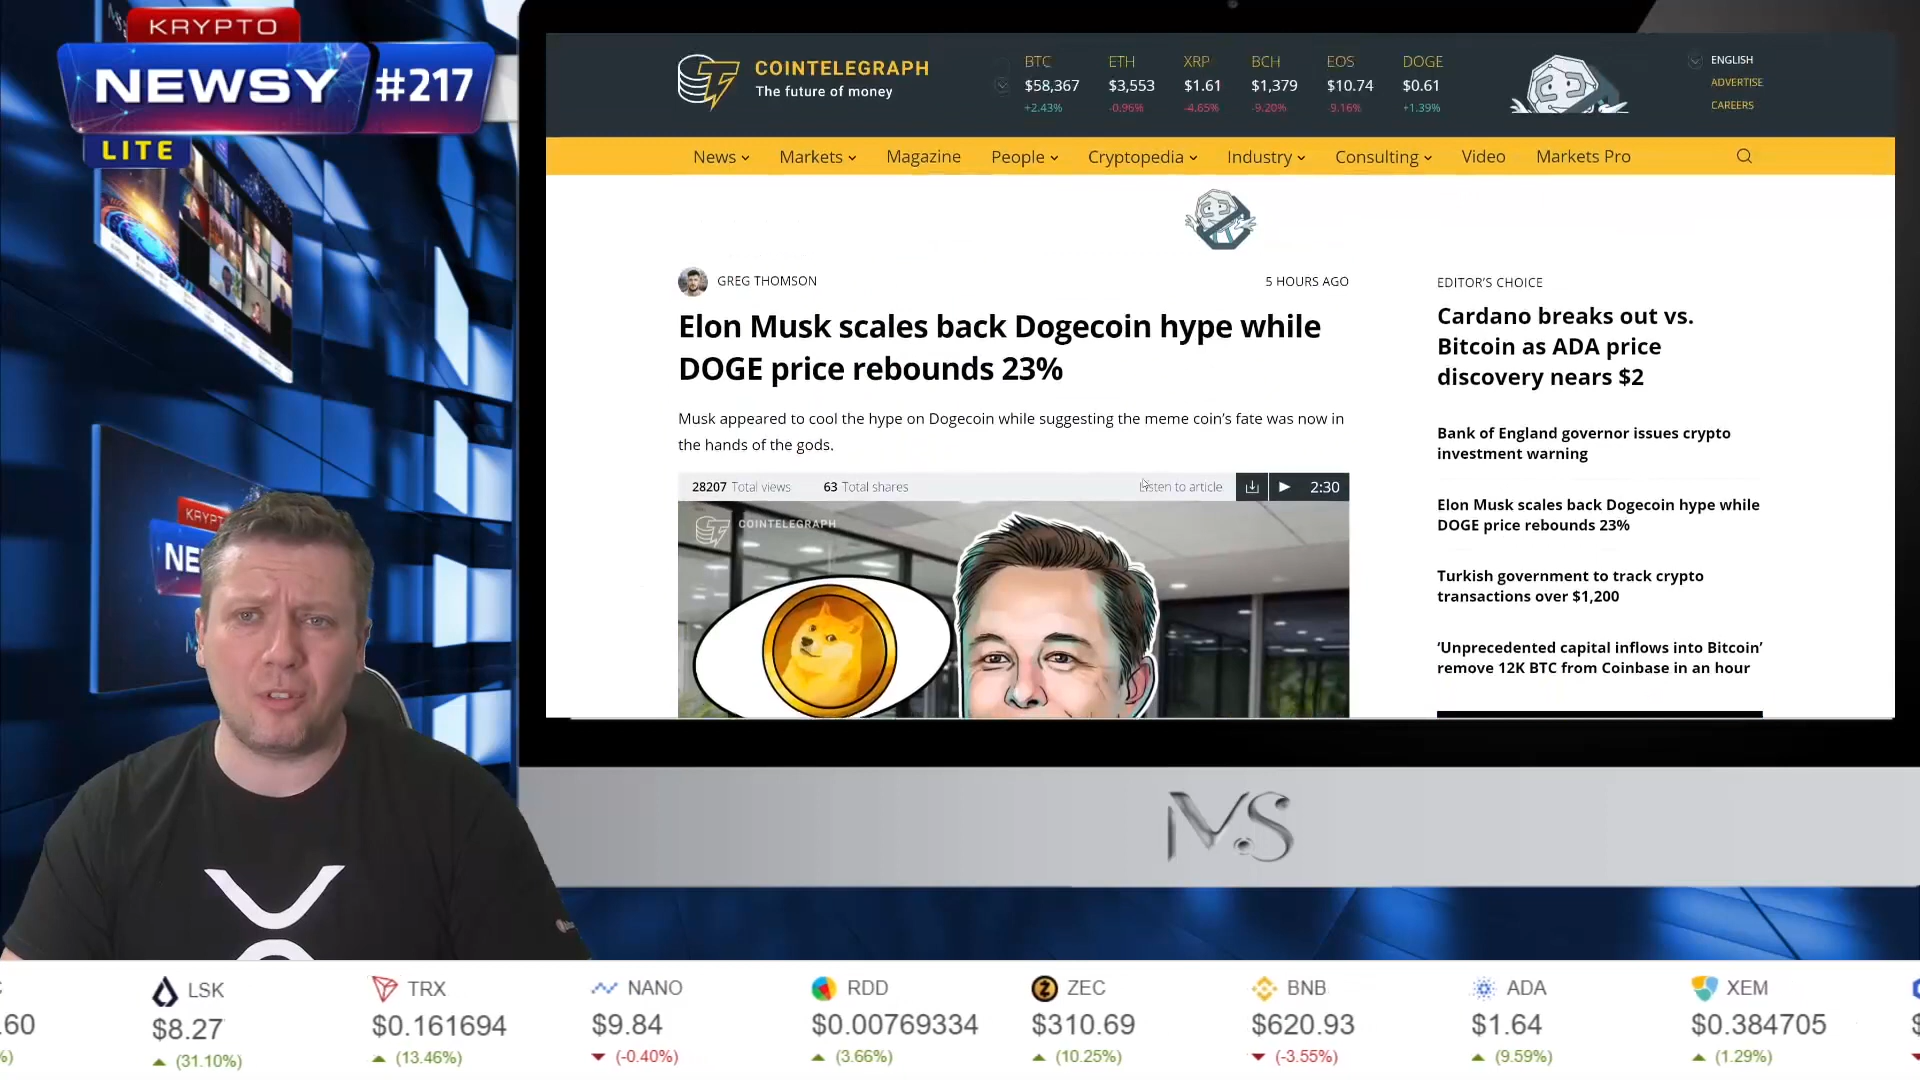 KRYPTO
NEWSY #217
LITE
COINTELEGRAPH
The future of money
BTC ETH XRP BCH EOS DOGE
$58,367 $3,553 $1.61 $1,379 $10.74 $0.61
+2.43% -0.96% -4.65% -9.20% -9.16% +1.39%
ENGLISH
ADVERTISE
CAREERS
News Markets Magazine People Cryptopedia Industry Consulting Video Markets Pro
GREG THOMSON
5 HOURS AGO
Elon Musk scales back Dogecoin hype while
DOGE price rebounds 23%
Musk appeared to cool the hype on Dogecoin while suggesting the meme coin's fate was now in
the hands of the gods.
28207 Total views 63 Total shares Listen to article 2:30
COINTELEGRAPH
EDITOR'S CHOICE
Cardano breaks out vs.
Bitcoin as ADA price
discovery nears $2
Bank of England governor issues crypto
investment warning
Elon Musk scales back Dogecoin hype while
DOGE price rebounds 23%
Turkish government to track crypto
transactions over $1,200
‘Unprecedented capital inflows into Bitcoin’
remove 12K BTC from Coinbase in an hour
KRYPT
NE
M.S
LSK TRX NANO RDD ZEC BNB ADA XEM
.60 $8.27 $0.161694 $9.84 $0.00769334 $310.69 $620.93 $1.64 $0.384705
(31.10%) (13.46%) (-0.40%) (3.66%) (10.25%) (-3.55%) (9.59%) (1.29%)